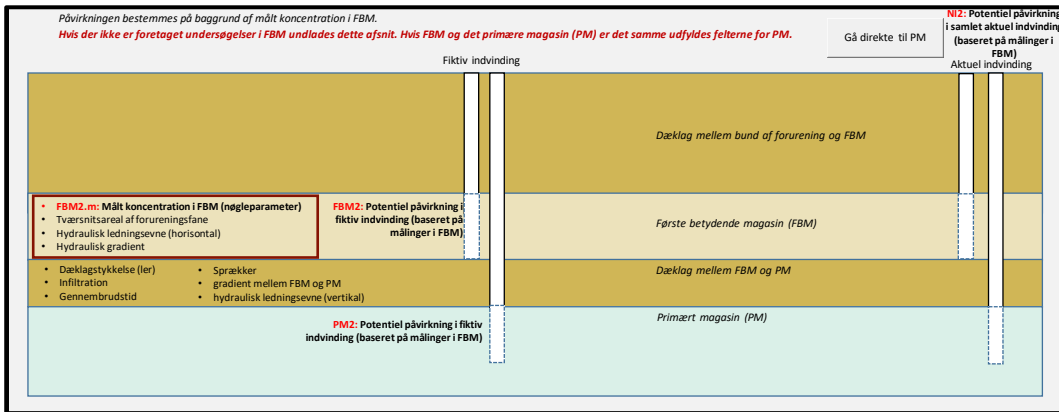 Påvirkningen bestemmes på baggrund af målt koncentration i FBM.
Hvis der ikke er foretaget undersøgelser i FBM undlades dette afsnit. Hvis FBM og det primære magasin (PM) er det samme udfyldes felterne for PM.
Gå direkte til PM
NI2: Potentiel påvirkning
i samlet aktuel indvinding
(baseret på målinger i
FBM)
Fiktiv indvinding
Aktuel indvinding
Dæklag mellem bund af forurening og FBM
• FBM2.m: Målt koncentration i FBM (nøgleparameter)
• Tværsnitsareal af forureningsfane
• Hydraulisk ledningsevne (horisontal)
• Hydraulisk gradient
FBM2: Potentiel påvirkning i
fiktiv indvinding (baseret på
målinger i FBM)
Første betydende magasin (FBM)
• Dæklagstykkelse (ler)
• Infiltration
• Gennembrudstid
• Sprækker
• gradient mellem FBM og PM
• hydraulisk ledningsevne (vertikal)
Dæklag mellem FBM og PM
PM2: Potentiel påvirkning i fiktiv
indvinding (baseret på målinger i FBM)
Primært magasin (PM)